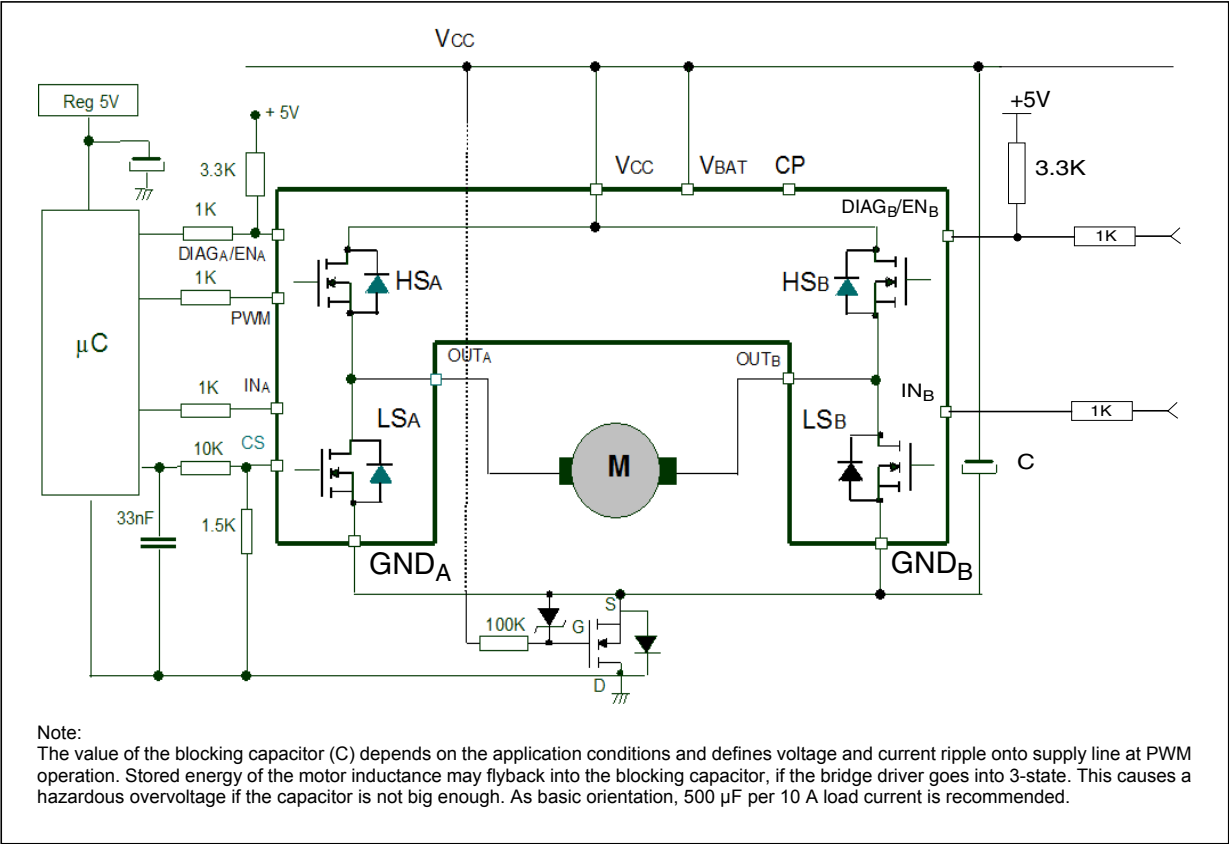 VCC
Reg 5V
+ 5V
+5V
3.3K
3.3K
VCC
VBAT
CP
1K
DIAGA/ENA
DIAGB/ENB
1K
1K
PWM
HSA
HSB
µC
OUTA
OUTB
1K
INA
INB
1K
LSA
LSB
10K
CS
M
C
33nF
1.5K
GNDA
GNDB
100K
G
S
D
Note:
The value of the blocking capacitor (C) depends on the application conditions and defines voltage and current ripple onto supply line at PWM
operation. Stored energy of the motor inductance may flyback into the blocking capacitor, if the bridge driver goes into 3-state. This causes a
hazardous overvoltage if the capacitor is not big enough. As basic orientation, 500 µF per 10 A load current is recommended.